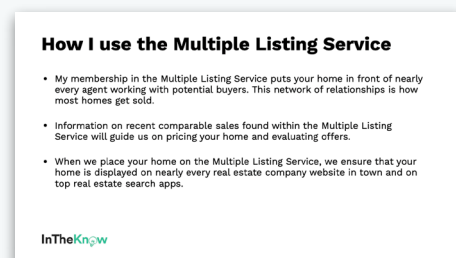 How I use the Multiple Listing Service
• My membership in the Multiple Listing Service puts your home in front of nearly
every agent working with potential buyers. This network of relationships is how
most homes get sold.
• Information on recent comparable sales found within the Multiple Listing
Service will guide us on pricing your home and evaluating offers.
• When we place your home on the Multiple Listing Service, we ensure that your
home is displayed on nearly every real estate company website in town and on
top real estate search apps.
InTheKnow